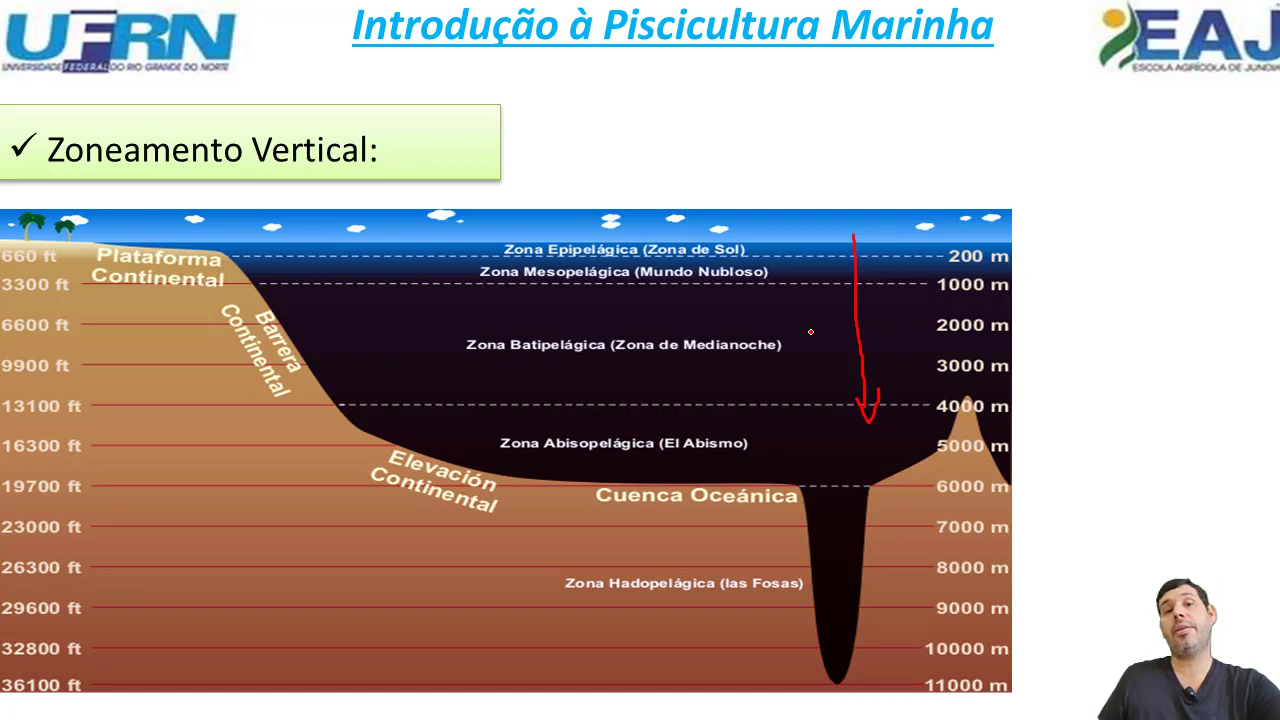 UFRN
UNIVERSIDADE FEDERAL DO RIO GRANDE DO NORTE
Introdução à Piscicultura Marinha
EAJ
ESCOLA AGRÍCOLA DE JUNDIA
✓ Zoneamento Vertical:
Zona Epipelágica (Zona de Sol)
660 ft
Plataforma
Continental
200 m
Zona Mesopelágica (Mundo Nubloso)
3300 ft
1000 m
Barrera
Continental
6600 ft
2000 m
Zona Batipelágica (Zona de Medianoche)
9900 ft
3000 m
13100 ft
4000 m
Zona Abisopelágica (El Abismo)
16300 ft
5000 m
Elevación
Continental
19700 ft
Cuenca Oceánica
6000 m
23000 ft
7000 m
26300 ft
8000 m
Zona Hadopelágica (las Fosas)
29600 ft
9000 m
32800 ft
10000 m
36100 ft
11000 m